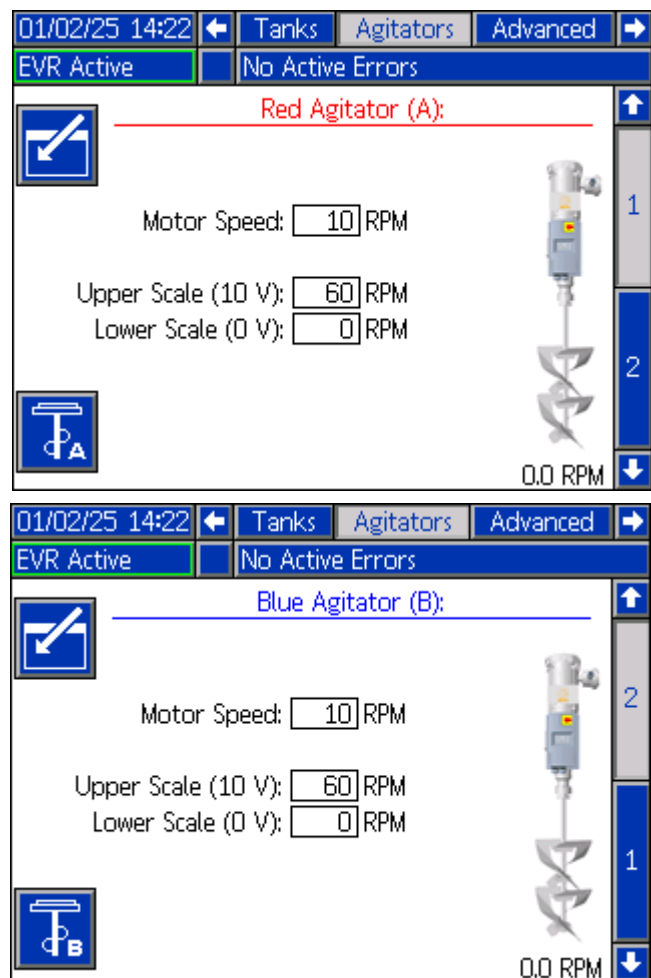 01/02/25 14:22 Tanks Agitators Advanced
EVR Active No Active Errors
Red Agitator (A):
1
Motor Speed: 10 RPM
Upper Scale (10 V): 60 RPM
Lower Scale (0 V): 0 RPM
2
A
0.0 RPM
01/02/25 14:22 Tanks Agitators Advanced
EVR Active No Active Errors
Blue Agitator (B):
2
Motor Speed: 10 RPM
Upper Scale (10 V): 60 RPM
Lower Scale (0 V): 0 RPM
1
B
0.0 RPM